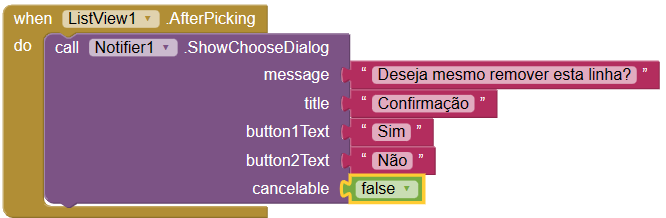 when ListView1 .AfterPicking
do call Notifier1 .ShowChooseDialog
message " Deseja mesmo remover esta linha? "
title " Confirmação "
button1Text " Sim "
button2Text " Não "
cancelable false